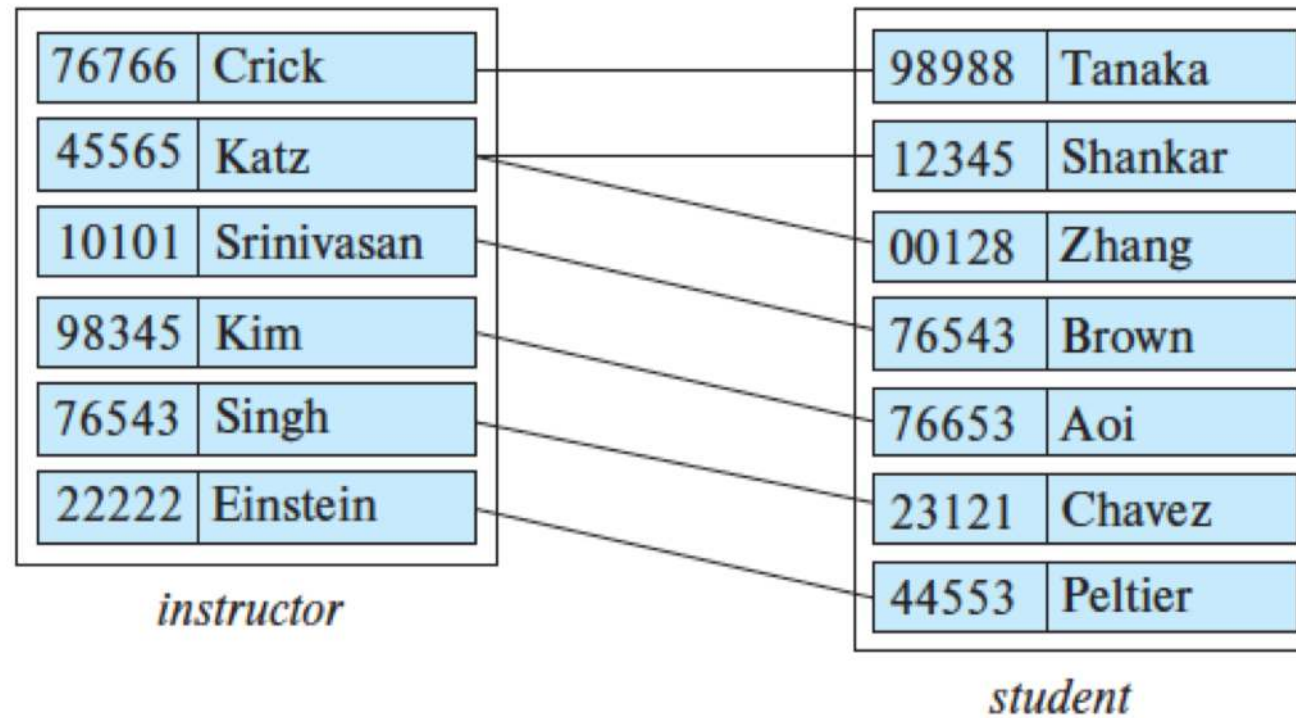 76766 Crick
45565 Katz
10101 Srinivasan
98345 Kim
76543 Singh
22222 Einstein
instructor
98988 Tanaka
12345 Shankar
00128 Zhang
76543 Brown
76653 Aoi
23121 Chavez
44553 Peltier
student